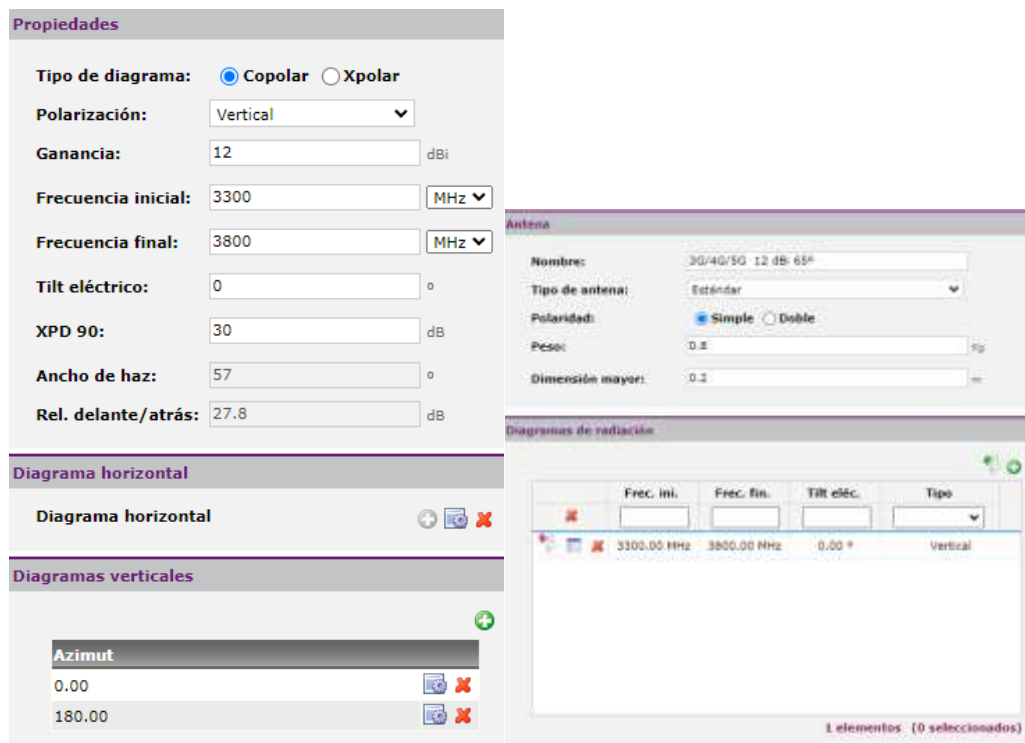 Propiedades
Tipo de diagrama: Copolar Xpolar
Polarización: Vertical
Ganancia: 12 dBi
Frecuencia inicial: 3300 MHz
Frecuencia final: 3800 MHz
Tilt eléctrico: 0 º
XPD 90: 30 dB
Ancho de haz: 57 º
Rel. delante/atrás: 27.8 dB
Diagrama horizontal
Diagrama horizontal
Diagramas verticales
Azimut
0.00
180.00
Antena
Nombre: 3G/4G/5G 12 dB 65º
Tipo de antena: Estándar
Polaridad: Simple Doble
Peso: 0.8
Dimensión mayor: 0.2
Diagramas de radiación
Frec. ini. Frec. fin. Tilt eléc. Tipo
3300.00 MHz 3800.00 MHz 0.00 º Vertical
1 elementos (0 seleccionados)